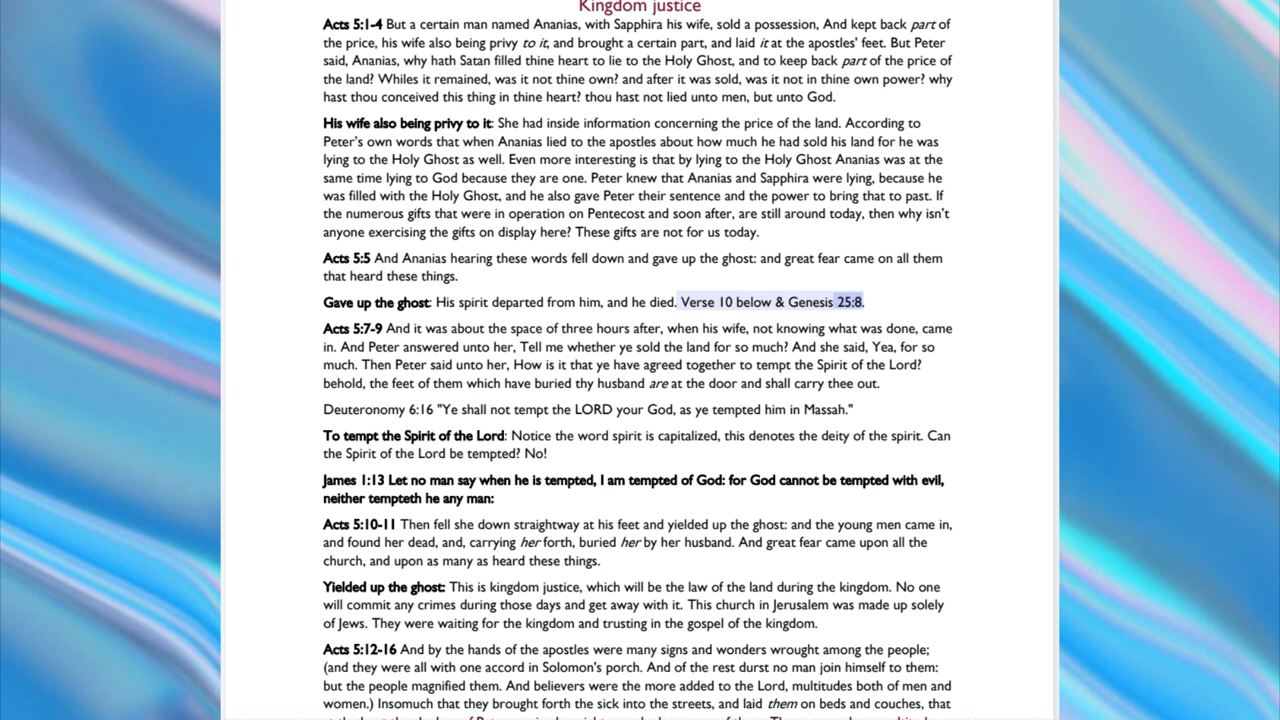 Kingdom justice
Acts 5:1-4 But a certain man named Ananias, with Sapphira his wife, sold a possession, And kept back part of
the price, his wife also being privy to it, and brought a certain part, and laid it at the apostles' feet. But Peter
said, Ananias, why hath Satan filled thine heart to lie to the Holy Ghost, and to keep back part of the price of
the land? Whiles it remained, was it not thine own? and after it was sold, was it not in thine own power? why
hast thou conceived this thing in thine heart? thou hast not lied unto men, but unto God.
His wife also being privy to it: She had inside information concerning the price of the land. According to
Peter's own words that when Ananias lied to the apostles about how much he had sold his land for he was
lying to the Holy Ghost as well. Even more interesting is that by lying to the Holy Ghost Ananias was at the
same time lying to God because they are one. Peter knew that Ananias and Sapphira were lying, because he
was filled with the Holy Ghost, and he also gave Peter their sentence and the power to bring that to past. If
the numerous gifts that were in operation on Pentecost and soon after, are still around today, then why isn't
anyone exercising the gifts on display here? These gifts are not for us today.
Acts 5:5 And Ananias hearing these words fell down and gave up the ghost: and great fear came on all them
that heard these things.
Gave up the ghost: His spirit departed from him, and he died. Verse 10 below & Genesis 25:8.
Acts 5:7-9 And it was about the space of three hours after, when his wife, not knowing what was done, came
in. And Peter answered unto her, Tell me whether ye sold the land for so much? And she said, Yea, for so
much. Then Peter said unto her, How is it that ye have agreed together to tempt the Spirit of the Lord?
behold, the feet of them which have buried thy husband are at the door and shall carry thee out.
Deuteronomy 6:16 "Ye shall not tempt the LORD your God, as ye tempted him in Massah."
To tempt the Spirit of the Lord: Notice the word spirit is capitalized, this denotes the deity of the spirit. Can
the Spirit of the Lord be tempted? No!
James 1:13 Let no man say when he is tempted, I am tempted of God: for God cannot be tempted with evil,
neither tempteth he any man:
Acts 5:10-11 Then fell she down straightway at his feet and yielded up the ghost: and the young men came in,
and found her dead, and, carrying her forth, buried her by her husband. And great fear came upon all the
church, and upon as many as heard these things.
Yielded up the ghost: This is kingdom justice, which will be the law of the land during the kingdom. No one
will commit any crimes during those days and get away with it. This church in Jerusalem was made up solely
of Jews. They were waiting for the kingdom and trusting in the gospel of the kingdom.
Acts 5:12-16 And by the hands of the apostles were many signs and wonders wrought among the people;
(and they were all with one accord in Solomon's porch. And of the rest durst no man join himself to them:
but the people magnified them. And believers were the more added to the Lord, multitudes both of men and
women.) Insomuch that they brought forth the sick into the streets, and laid them on beds and couches, that